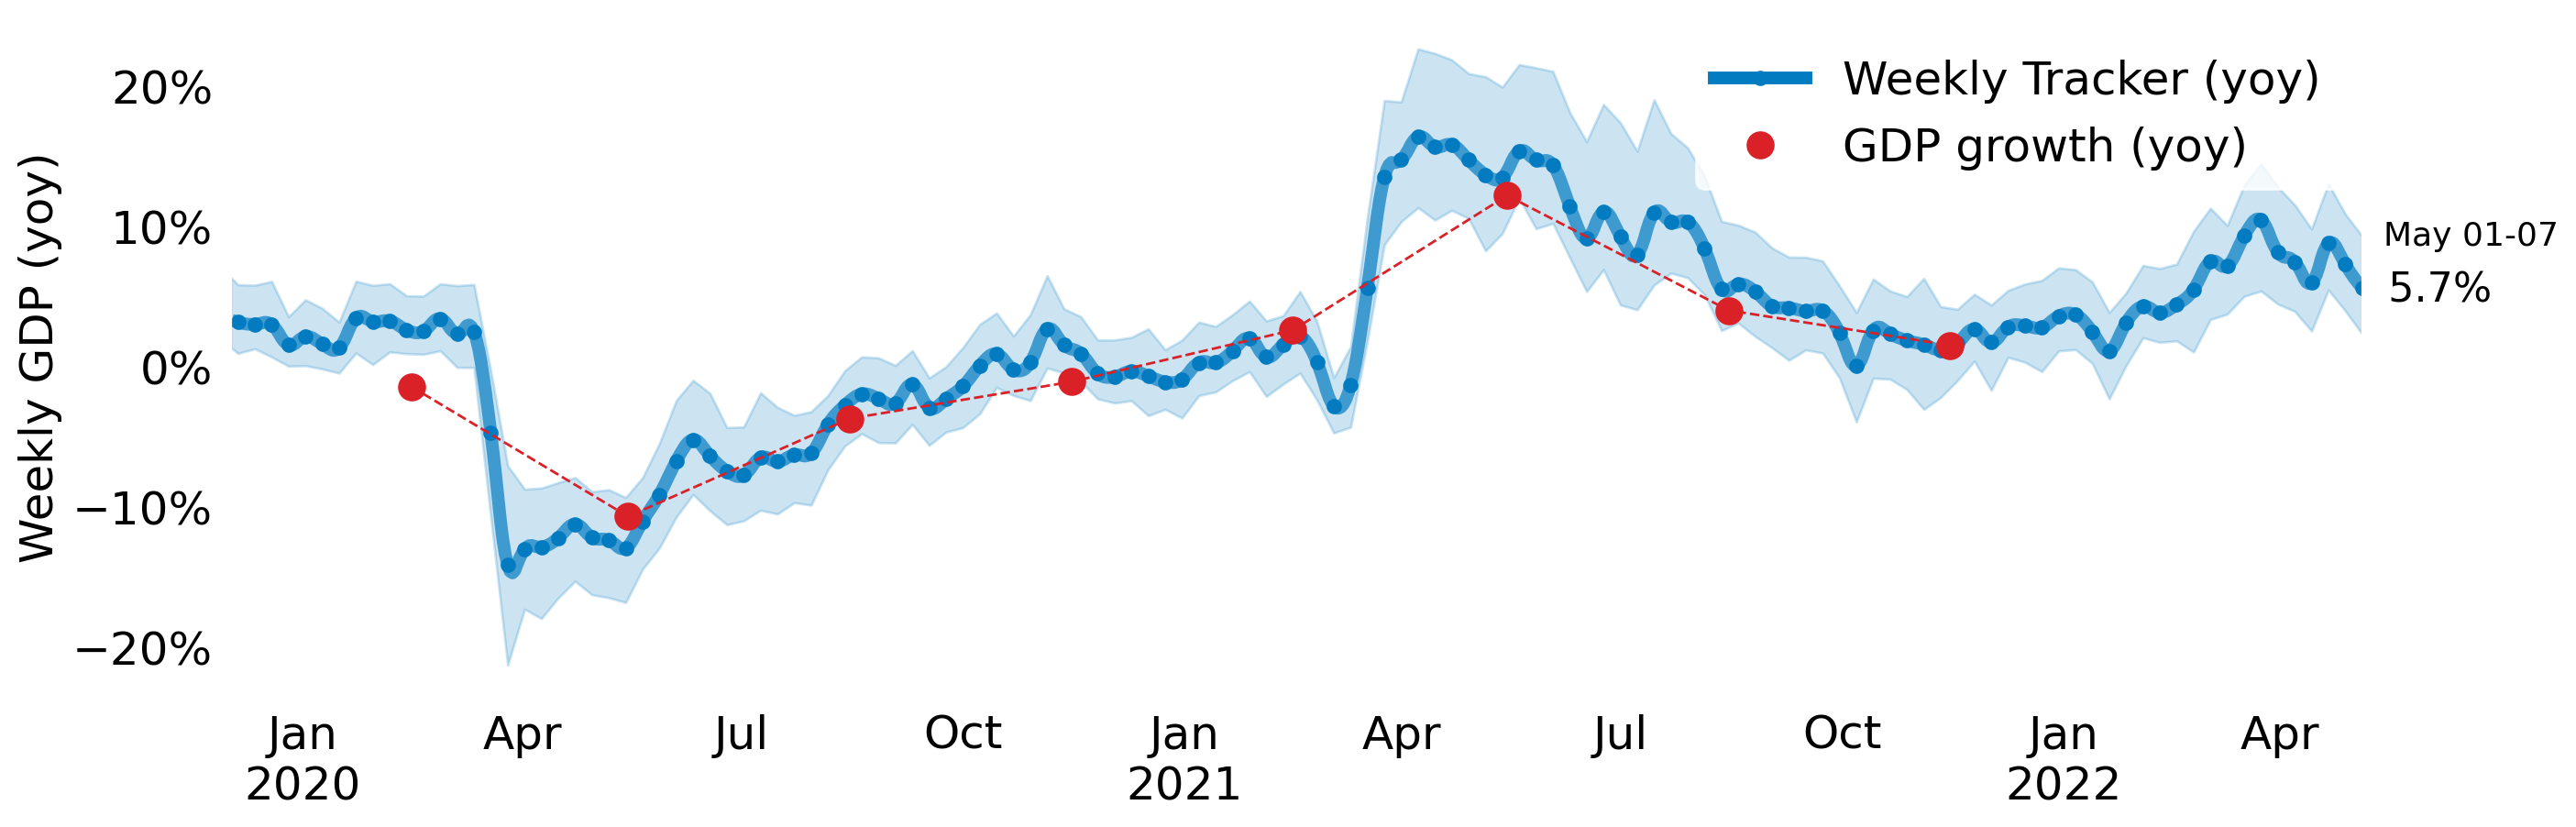 Weekly GDP (yoy)
20%
10%
0%
−10%
−20%
Weekly Tracker (yoy)
GDP growth (yoy)
May 01-07
5.7%
Jan
2020
Apr
Jul
Oct
Jan
2021
Apr
Jul
Oct
Jan
2022
Apr